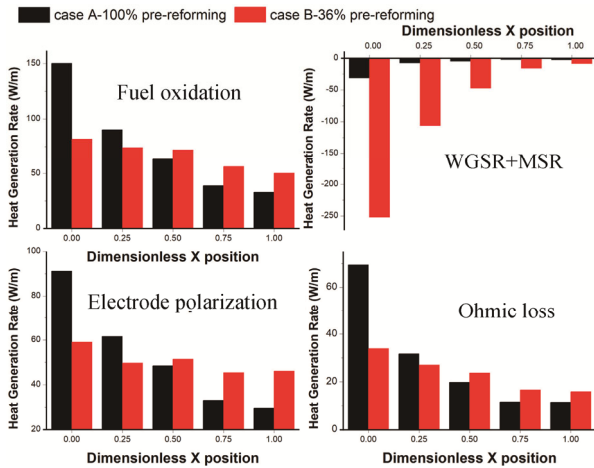 case A-100% pre-reforming
case B-36% pre-reforming
Heat Generation Rate (W/m)
150
100
50
0
Fuel oxidation
0.00 0.25 0.50 0.75 1.00
Dimensionless X position
Dimensionless X position
0.00 0.25 0.50 0.75 1.00
Heat Generation Rate (W/m)
0
-50
-100
-150
-200
-250
WGSR+MSR
Heat Generation Rate (W/m)
100
80
60
40
20
Electrode polarization
0.00 0.25 0.50 0.75 1.00
Dimensionless X position
Heat Generation Rate (W/m)
60
40
20
0
Ohmic loss
0.00 0.25 0.50 0.75 1.00
Dimensionless X position